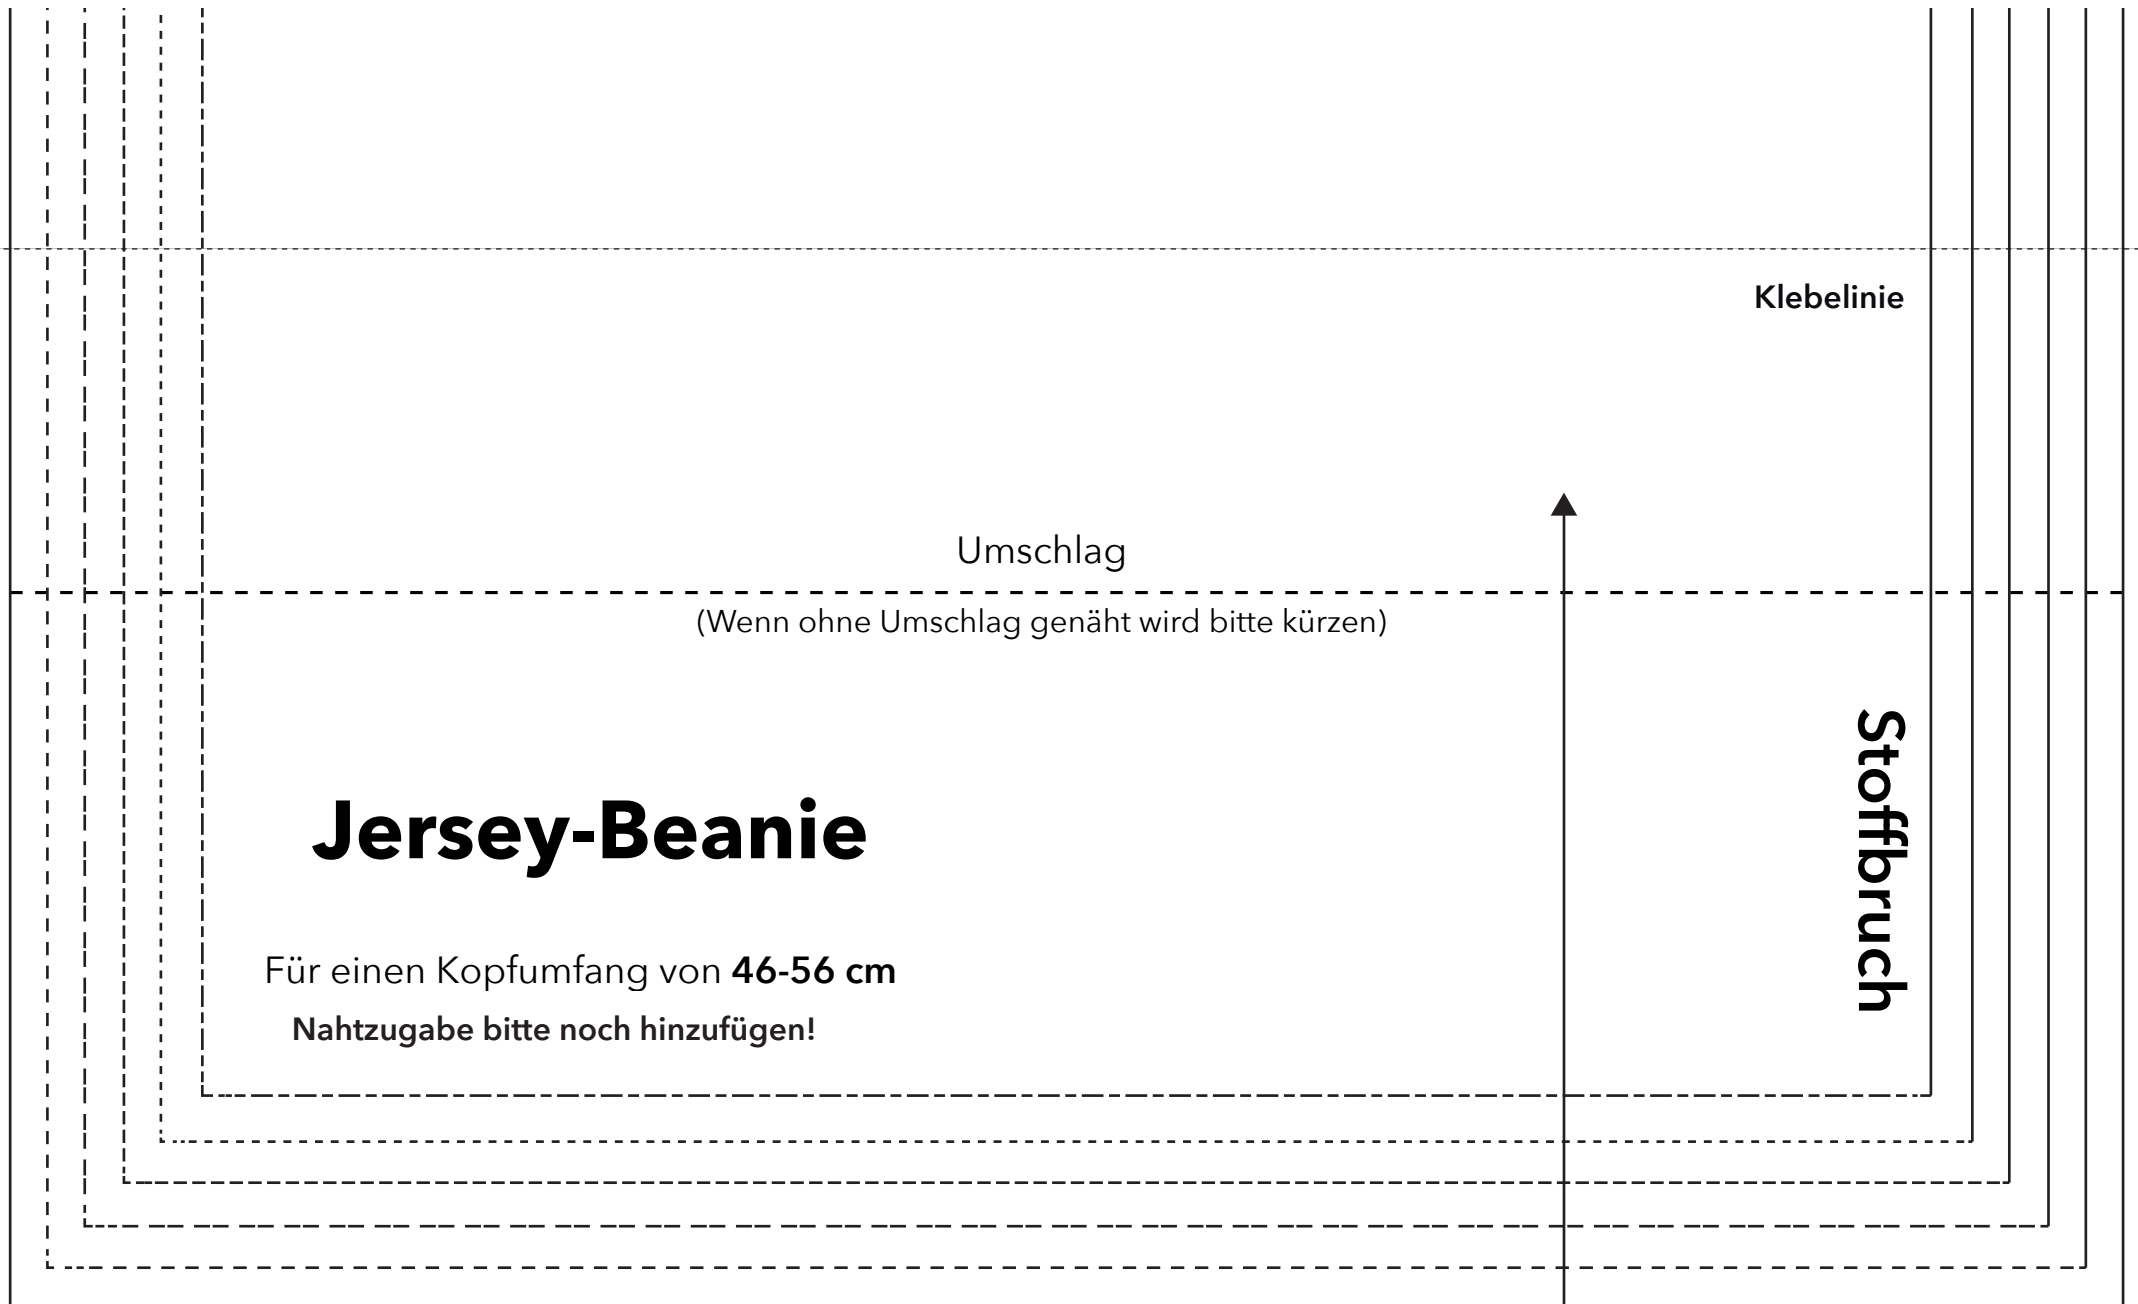 Klebelinie
Umschlag
(Wenn ohne Umschlag genäht wird bitte kürzen)
Stoffbruch
Jersey-Beanie
Für einen Kopfumfang von 46-56 cm
Nahtzugabe bitte noch hinzufügen!